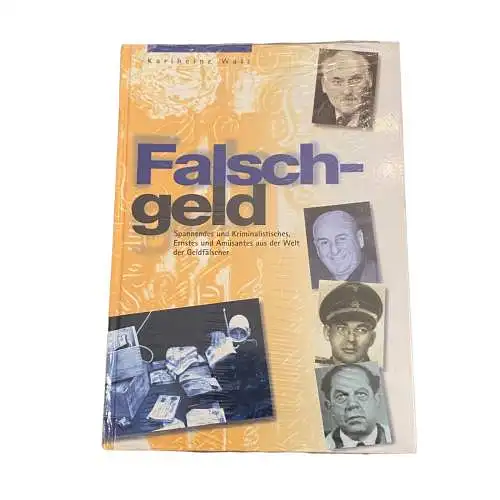 Karlheinz Walz
Falsch-
geld
Spannendes und Kriminalistisches,
Ernstes und Amüsantes aus der Welt
der Geldfälscher